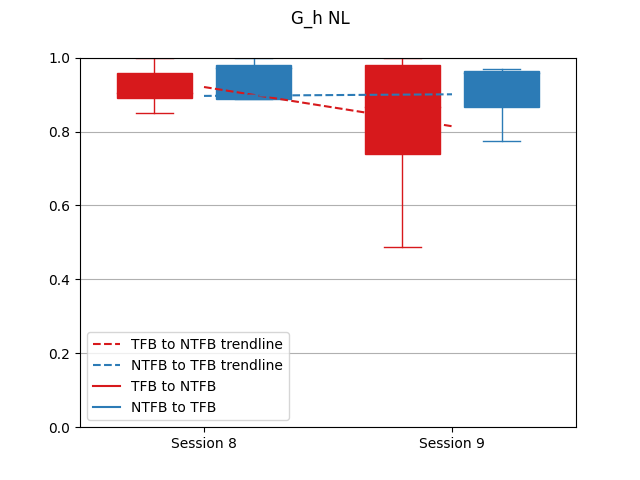 G_h NL
1.0
0.8
0.6
0.4
0.2
0.0
TFB to NTFB trendline
NTFB to TFB trendline
TFB to NTFB
NTFB to TFB
Session 8
Session 9